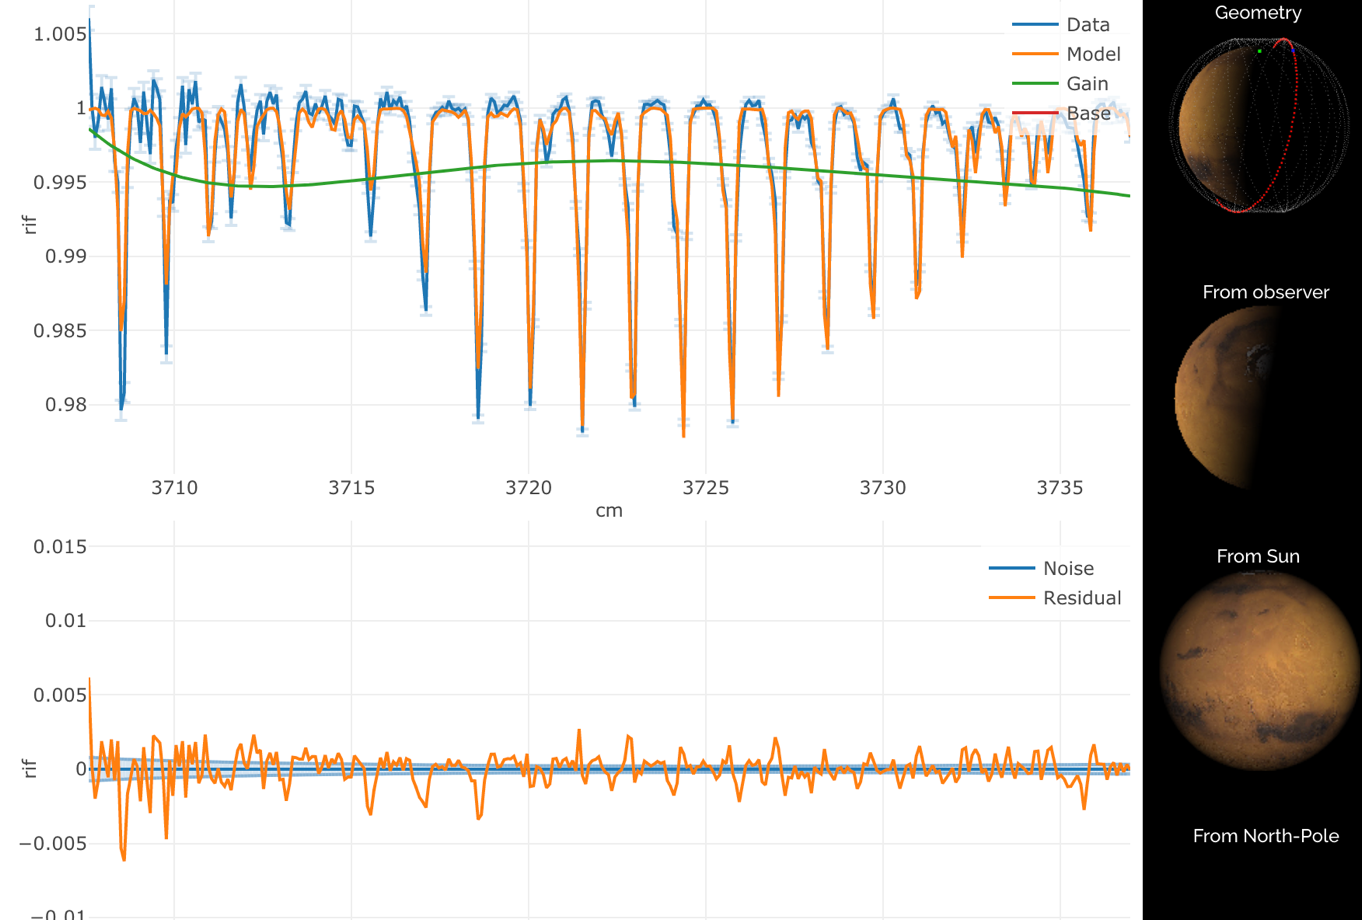 1.005
1
0.995
0.99
0.985
0.98
rif
3710
3715
3720
3725
3730
3735
cm
Data
Model
Gain
Base
0.015
0.01
0.005
0
−0.005
−0.01
rif
Noise
Residual
Geometry
From observer
From Sun
From North-Pole